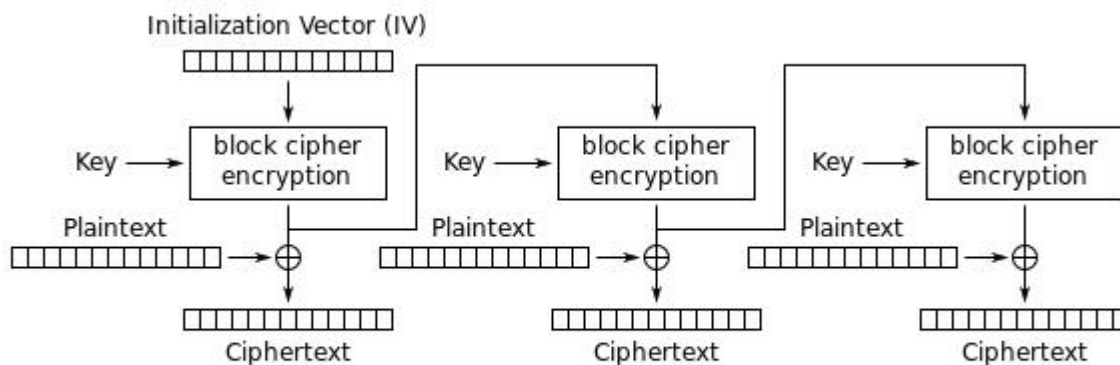 Initialization Vector (IV)
Key
block cipher
encryption
Key
block cipher
encryption
Key
block cipher
encryption
Plaintext
Plaintext
Plaintext
Ciphertext
Ciphertext
Ciphertext